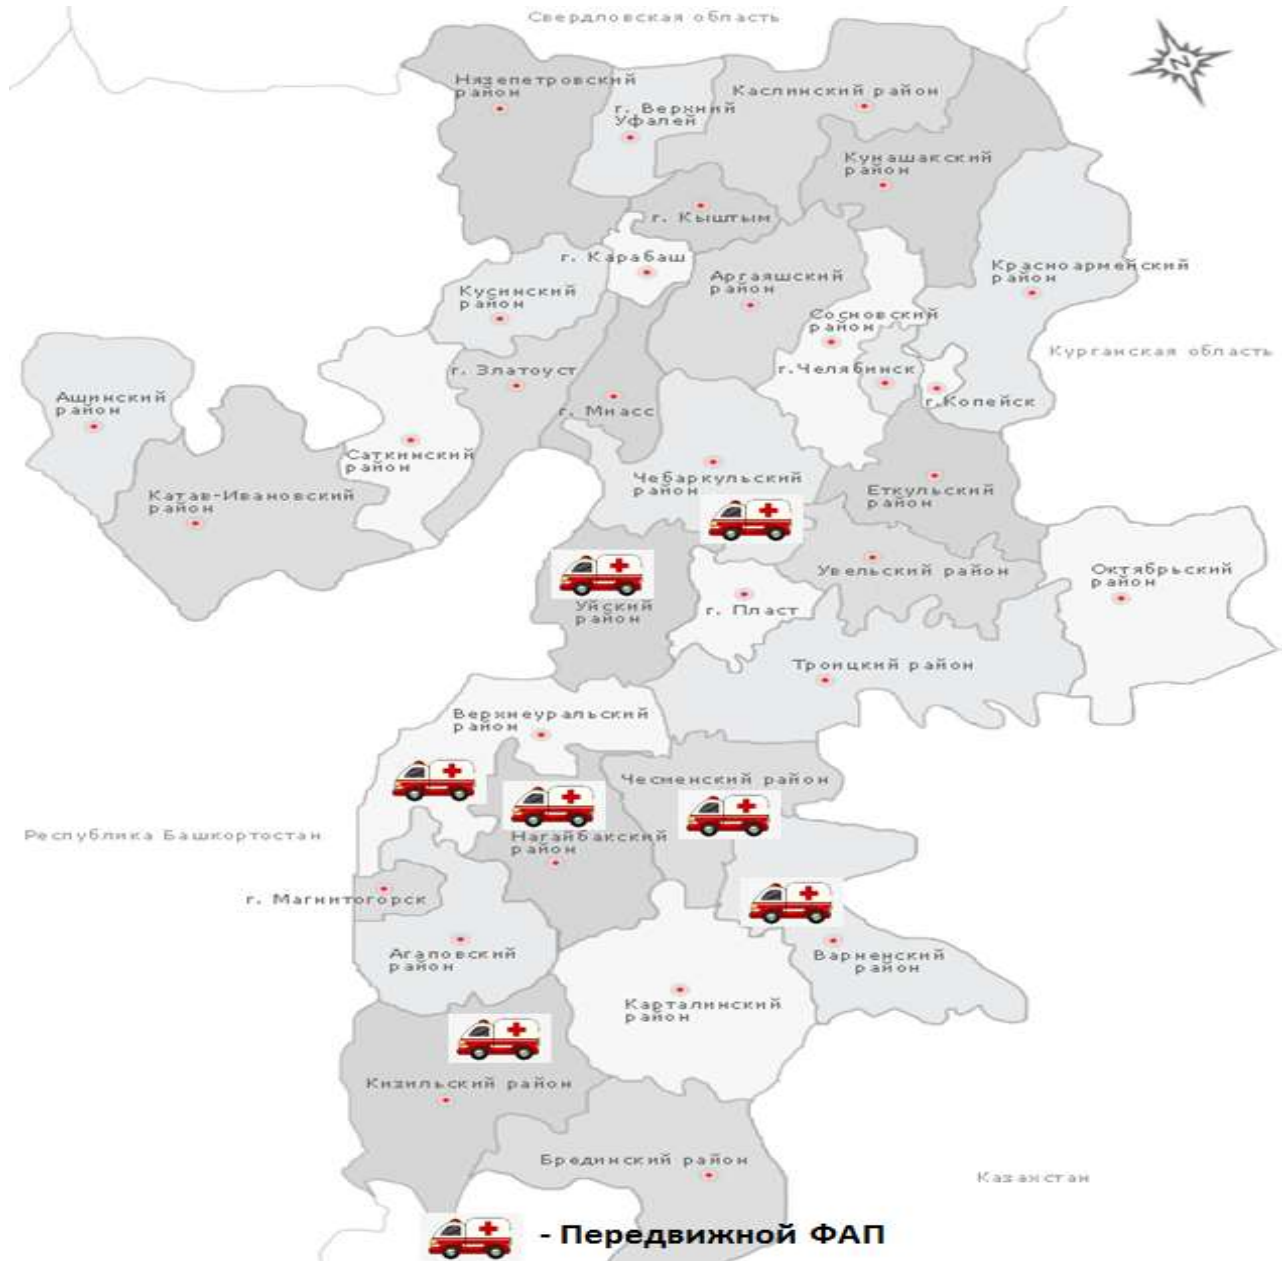 Свердловская область
Нязепетровский
район
г. Верхний
Уфалей
Каслинский район
Кунашакский
район
г. Кыштым
г. Карабаш
Аргаяшский
район
Красноармейский
район
Кусинский
район
Сосновский
район
Курганская область
г. Златоуст
г.Челябинск
Ашинский
район
г. Миасс
г.Копейск
Саткинский
район
Чебаркульский
район
Катав-Ивановский
район
Еткульский
район
Увельский район
Октябрьский
район
Уйский
район
г. Пласт
Троицкий район
Верхнеуральский
район
Чесменский район
Республика Башкортостан
Нагайбакский
район
г. Магнитогорск
Агаповский
район
Варненский
район
Карталинский
район
Кизильский район
Брединский район
Казахстан
- Передвижной ФАП